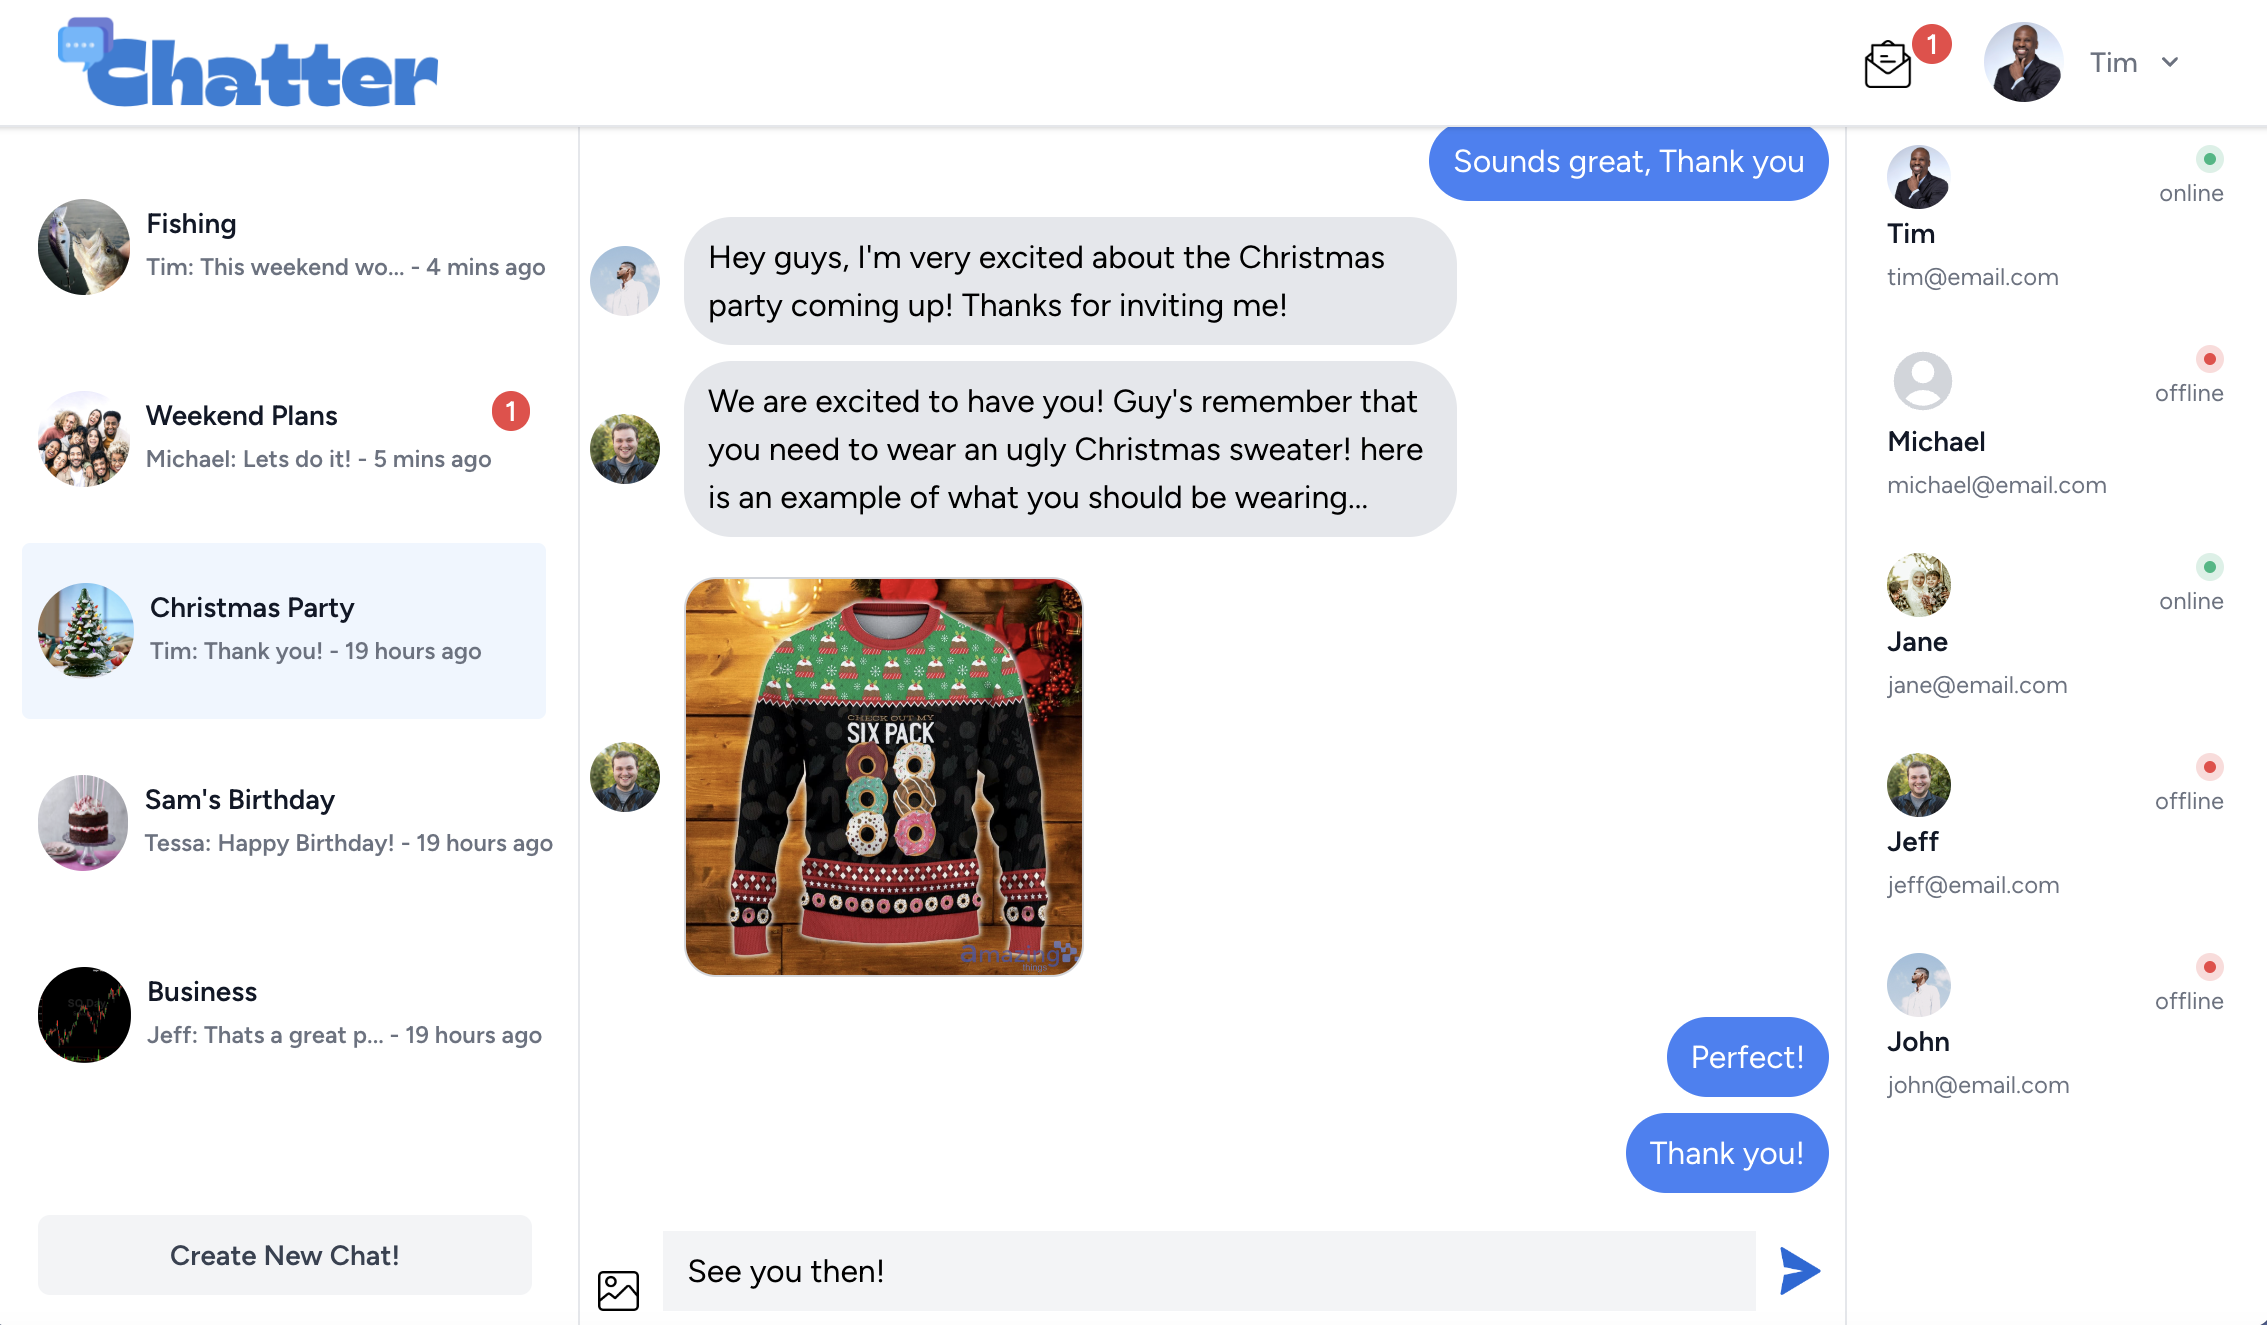 Chatter
1
Tim
Fishing
Tim: This weekend wo... - 4 mins ago
Weekend Plans
1
Michael: Lets do it! - 5 mins ago
Christmas Party
Tim: Thank you! - 19 hours ago
Sam's Birthday
Tessa: Happy Birthday! - 19 hours ago
Business
Jeff: Thats a great p... - 19 hours ago
Create New Chat!
Sounds great, Thank you
Hey guys, I'm very excited about the Christmas
party coming up! Thanks for inviting me!
We are excited to have you! Guy's remember that
you need to wear an ugly Christmas sweater! here
is an example of what you should be wearing...
CHECK OUT MY
SIX PACK
amazing
Perfect!
Thank you!
See you then!
online
Tim
tim@email.com
offline
Michael
michael@email.com
online
Jane
jane@email.com
offline
Jeff
jeff@email.com
offline
John
john@email.com